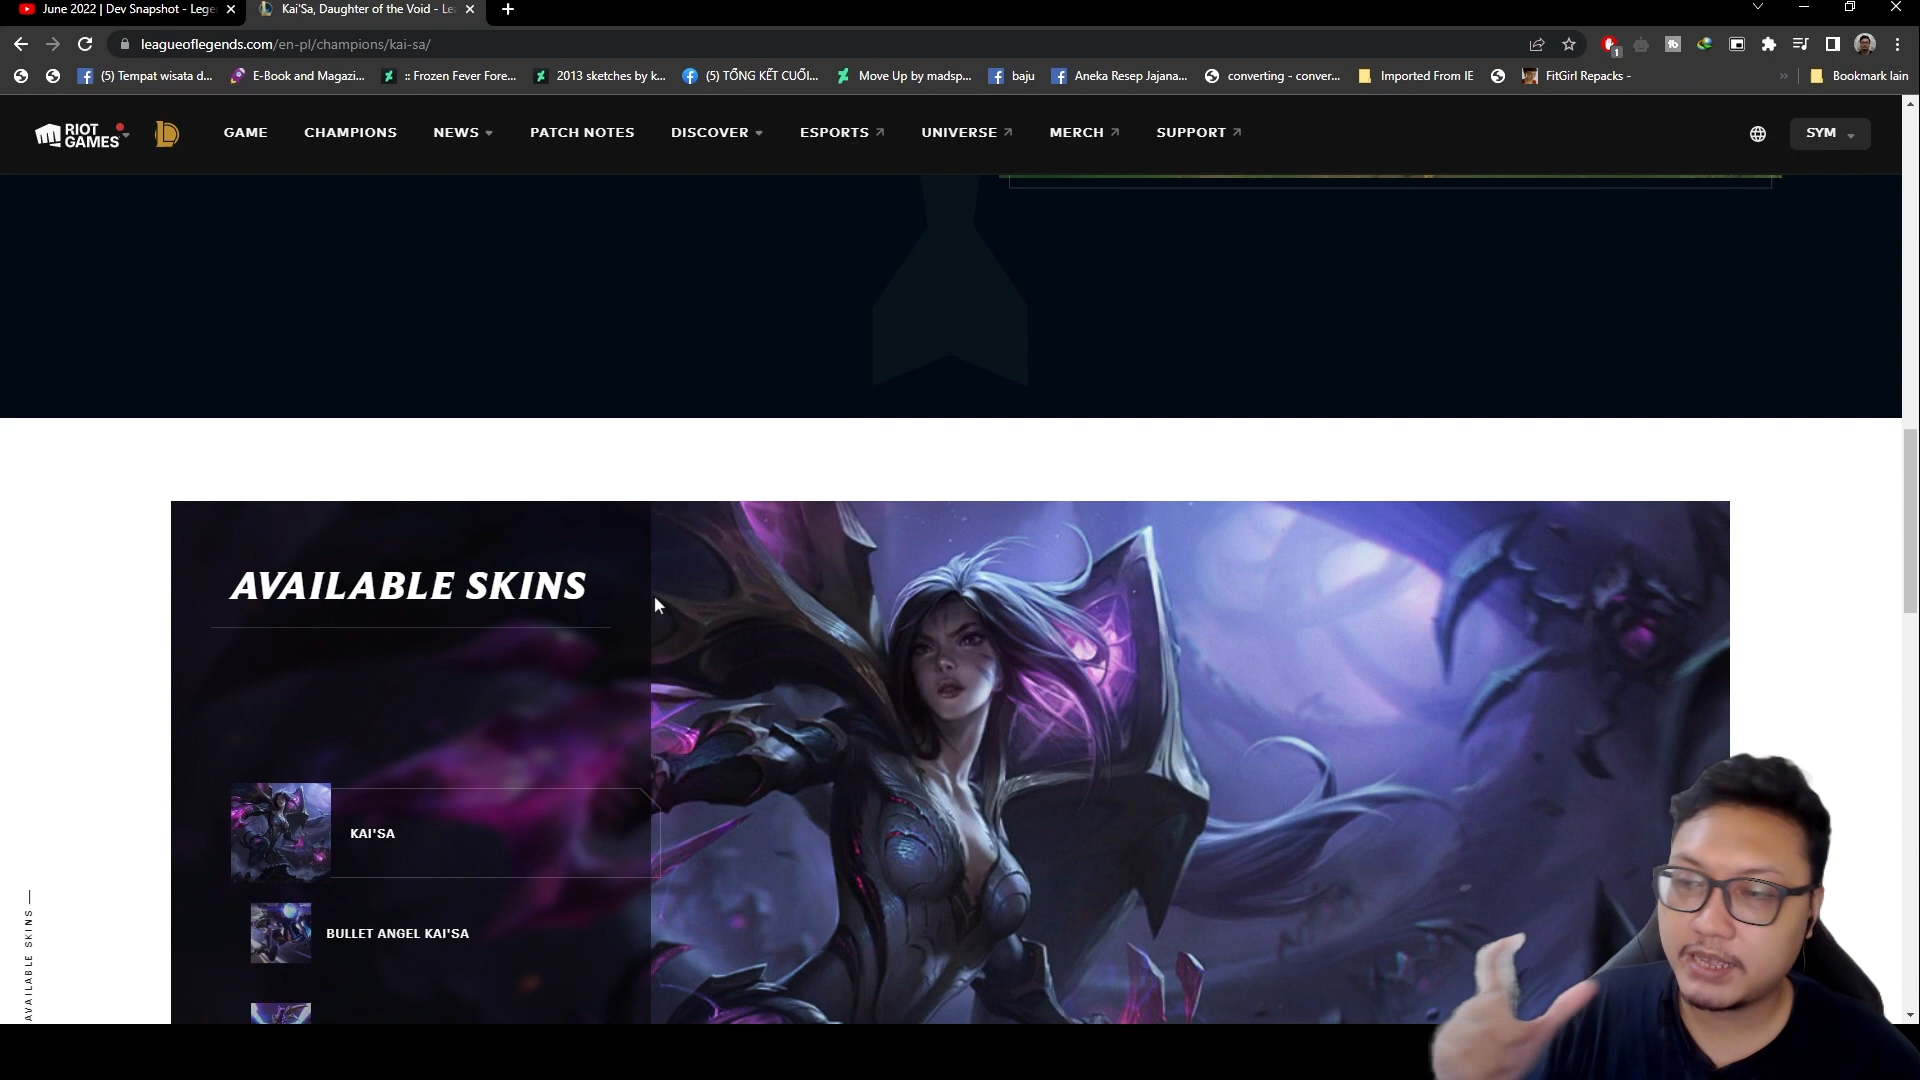 June 2022 | Dev Snapshot - Lege
Kai'Sa, Daughter of the Void - Le
leagueoflegends.com/en-pl/champions/kai-sa/
1
(5) Tempat wisata d...
E-Book and Magazi...
:: Frozen Fever Fore...
2013 sketches by k...
(5) TỔNG KẾT CUỐI...
Move Up by madsp...
baju
Aneka Resep Jajana...
converting - conver...
Imported From IE
FitGirl Repacks -
»
Bookmark lain
RIOT
GAMES
GAME
CHAMPIONS
NEWS
PATCH NOTES
DISCOVER
ESPORTS
UNIVERSE
MERCH
SUPPORT
SYM
AVAILABLE SKINS
KAI'SA
BULLET ANGEL KAI'SA
AVAILABLE SKINS